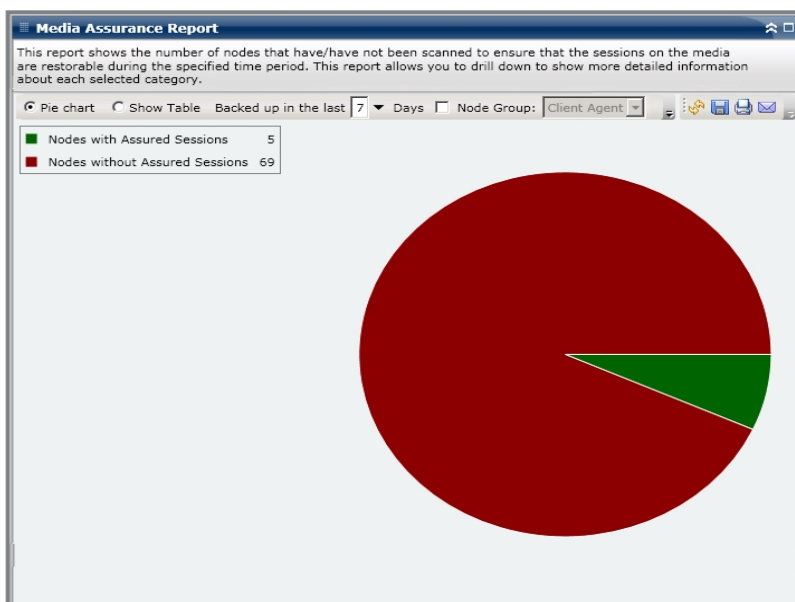 Media Assurance Report
This report shows the number of nodes that have/have not been scanned to ensure that the sessions on the media
are restorable during the specified time period. This report allows you to drill down to show more detailed information
about each selected category.
Pie chart Show Table Backed up in the last 7 Days Node Group: Client Agent
Nodes with Assured Sessions 5
Nodes without Assured Sessions 69